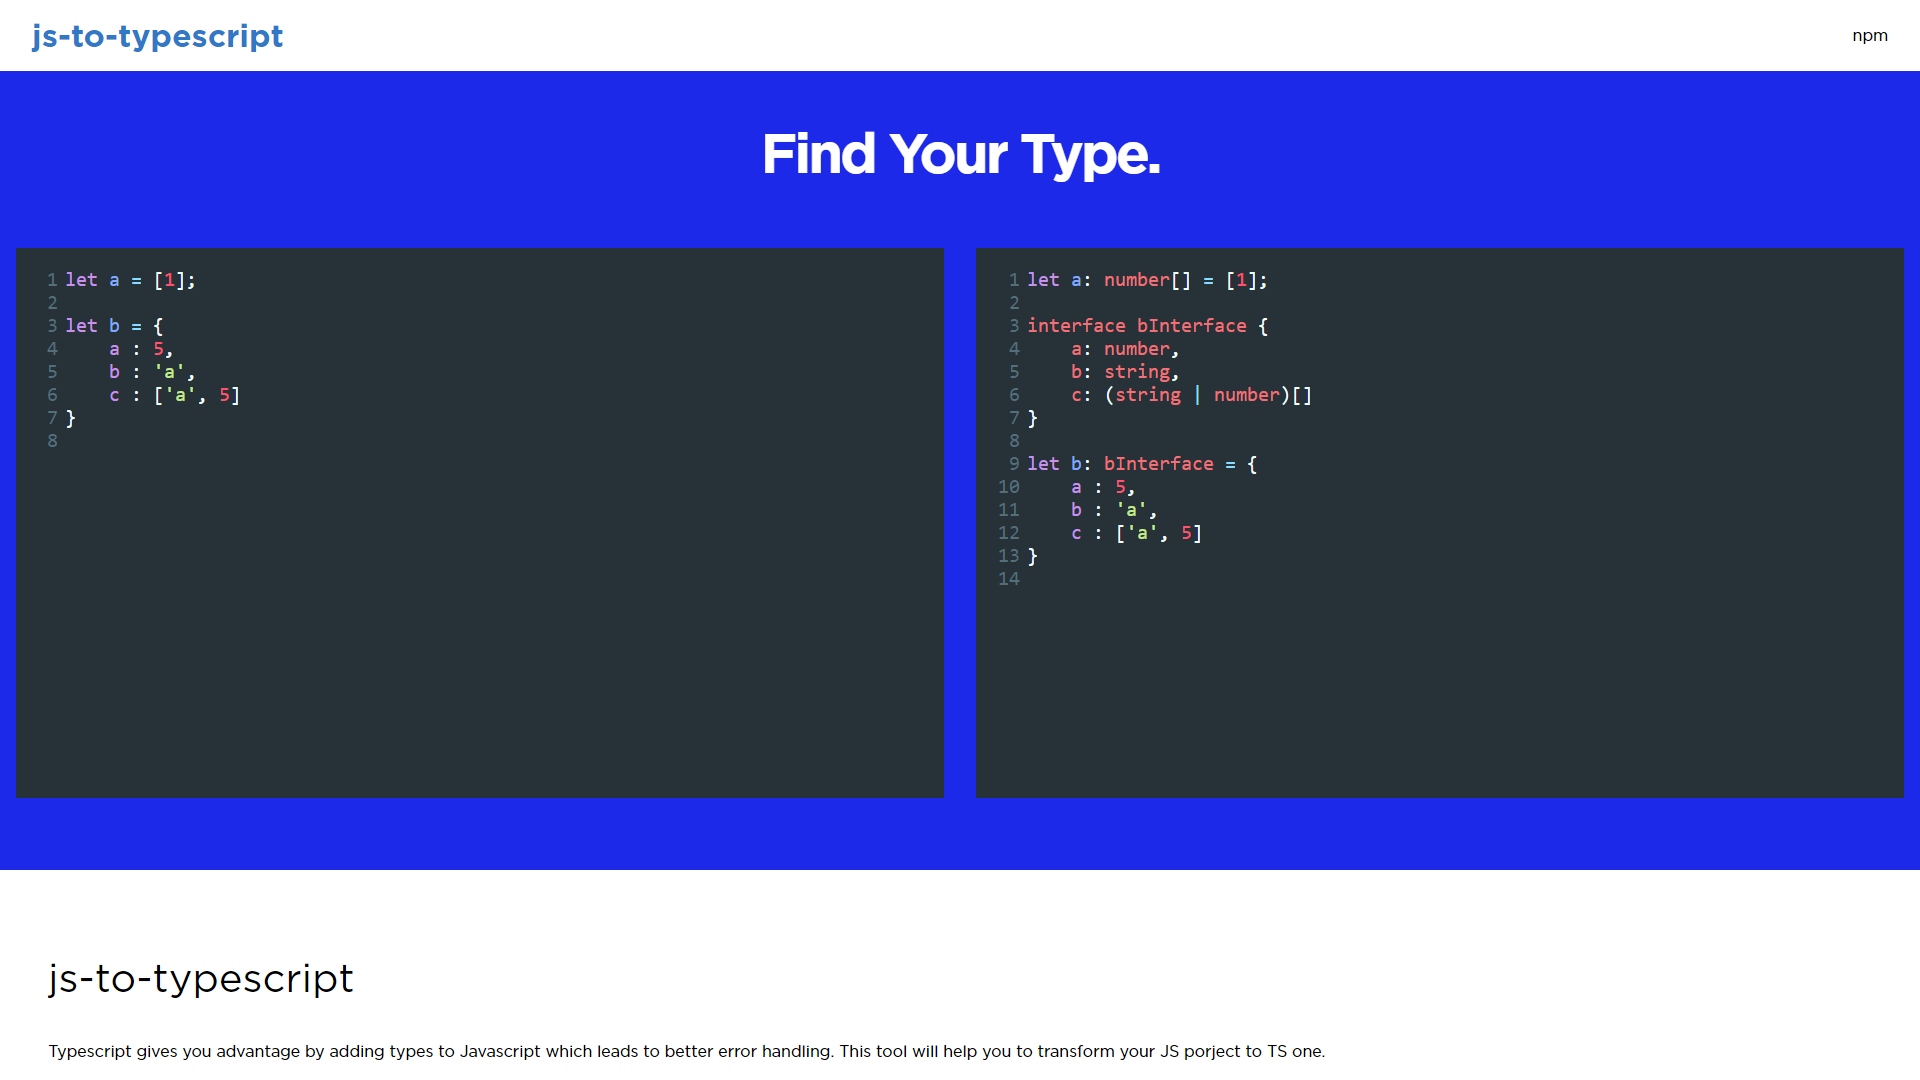 js-to-typescript
npm
Find Your Type.
1 let a = [1];
2
3 let b = {
4     a : 5,
5     b : 'a',
6     c : ['a', 5]
7 }
8
1 let a: number[] = [1];
2
3 interface bInterface {
4     a: number,
5     b: string,
6     c: (string | number)[]
7 }
8
9 let b: bInterface = {
10     a : 5,
11     b : 'a',
12     c : ['a', 5]
13 }
14
js-to-typescript
Typescript gives you advantage by adding types to Javascript which leads to better error handling. This tool will help you to transform your JS porject to TS one.